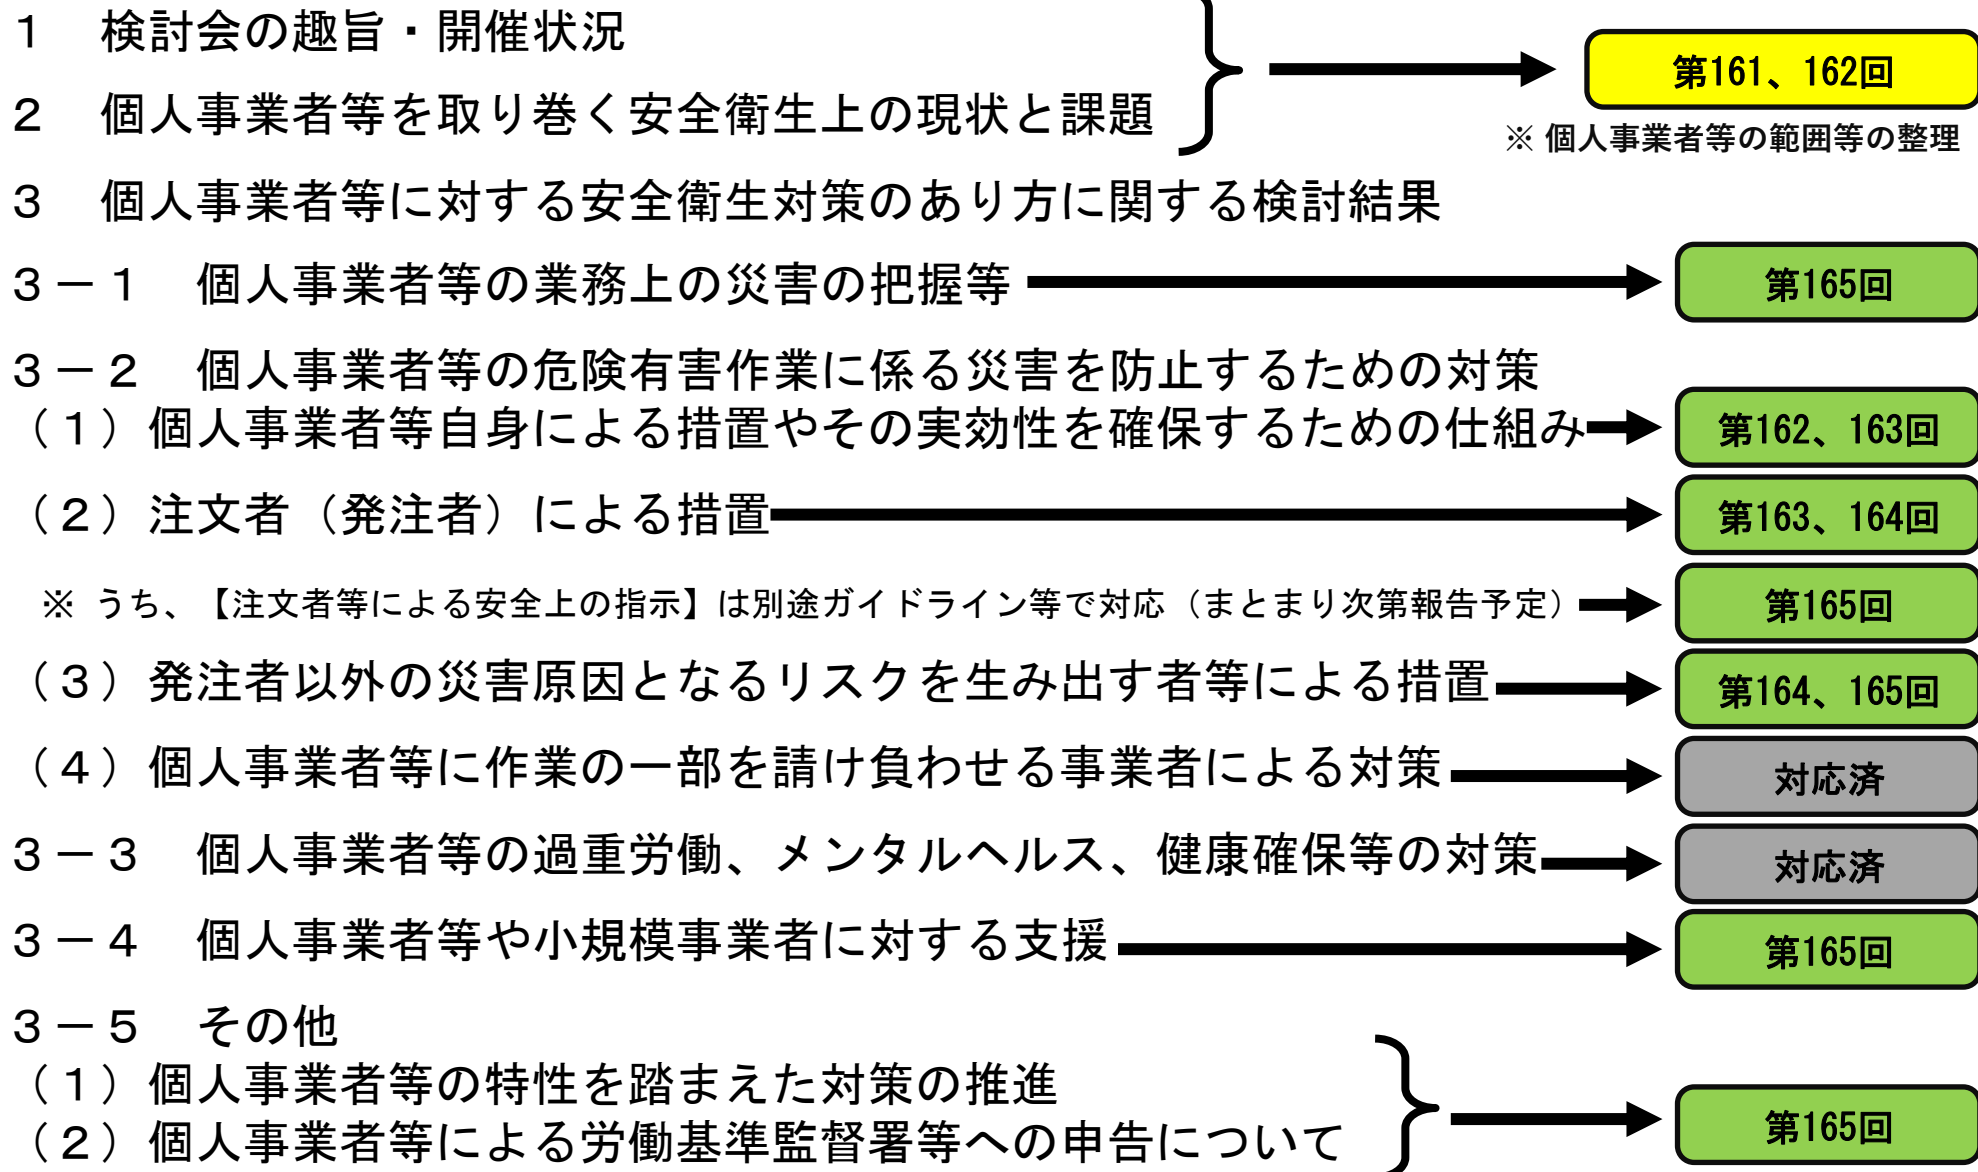 １　検討会の趣旨・開催状況
第161、162回
２　個人事業者等を取り巻く安全衛生上の現状と課題
※ 個人事業者等の範囲等の整理
３　個人事業者等に対する安全衛生対策のあり方に関する検討結果
３－１　個人事業者等の業務上の災害の把握等
第165回
３－２　個人事業者等の危険有害作業に係る災害を防止するための対策
（１）個人事業者等自身による措置やその実効性を確保するための仕組み
第162、163回
（２）注文者（発注者）による措置
第163、164回
※ うち、【注文者等による安全上の指示】は別途ガイドライン等で対応（まとまり次第報告予定）
第165回
（３）発注者以外の災害原因となるリスクを生み出す者等による措置
第164、165回
（４）個人事業者等に作業の一部を請け負わせる事業者による対策
対応済
３－３　個人事業者等の過重労働、メンタルヘルス、健康確保等の対策
対応済
３－４　個人事業者等や小規模事業者に対する支援
第165回
３－５　その他
（１）個人事業者等の特性を踏まえた対策の推進
（２）個人事業者等による労働基準監督署等への申告について
第165回